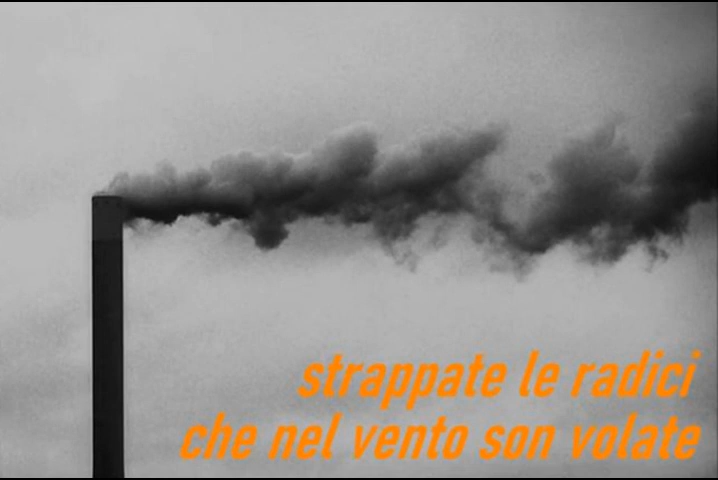 strappate le radici
che nel vento son volate